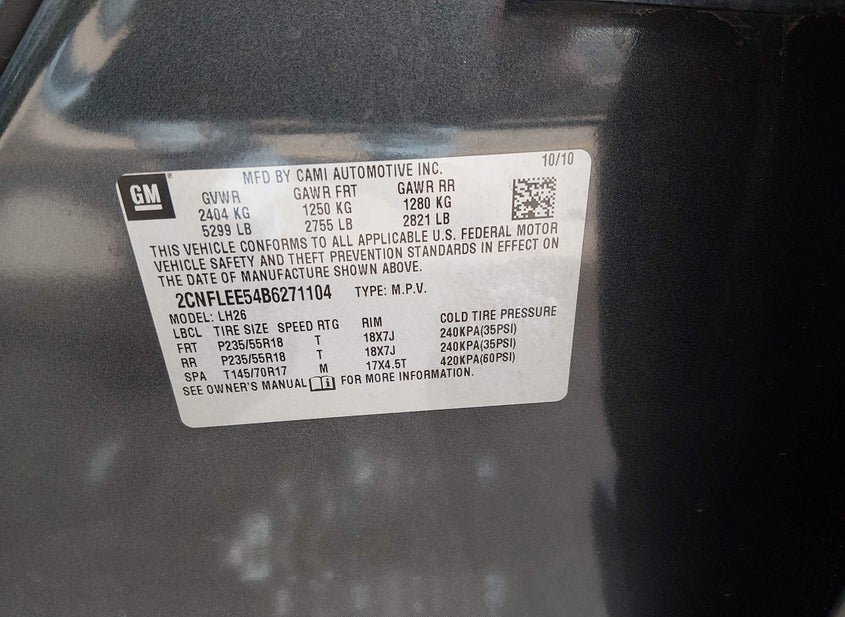 MFD BY CAMI AUTOMOTIVE INC. 10/10
GM
GVWR GAWR FRT GAWR RR
2404 KG 1250 KG 1280 KG
5299 LB 2755 LB 2821 LB
THIS VEHICLE CONFORMS TO ALL APPLICABLE U.S. FEDERAL MOTOR
VEHICLE SAFETY AND THEFT PREVENTION STANDARDS IN EFFECT ON
THE DATE OF MANUFACTURE SHOWN ABOVE.
2CNFLEE54B6271104 TYPE: M.P.V.
MODEL: LH26
LBCL TIRE SIZE SPEED RTG RIM COLD TIRE PRESSURE
FRT P235/55R18 T 18X7J 240KPA(35PSI)
RR P235/55R18 T 18X7J 240KPA(35PSI)
SPA T145/70R17 M 17X4.5T 420KPA(60PSI)
SEE OWNER'S MANUAL FOR MORE INFORMATION.